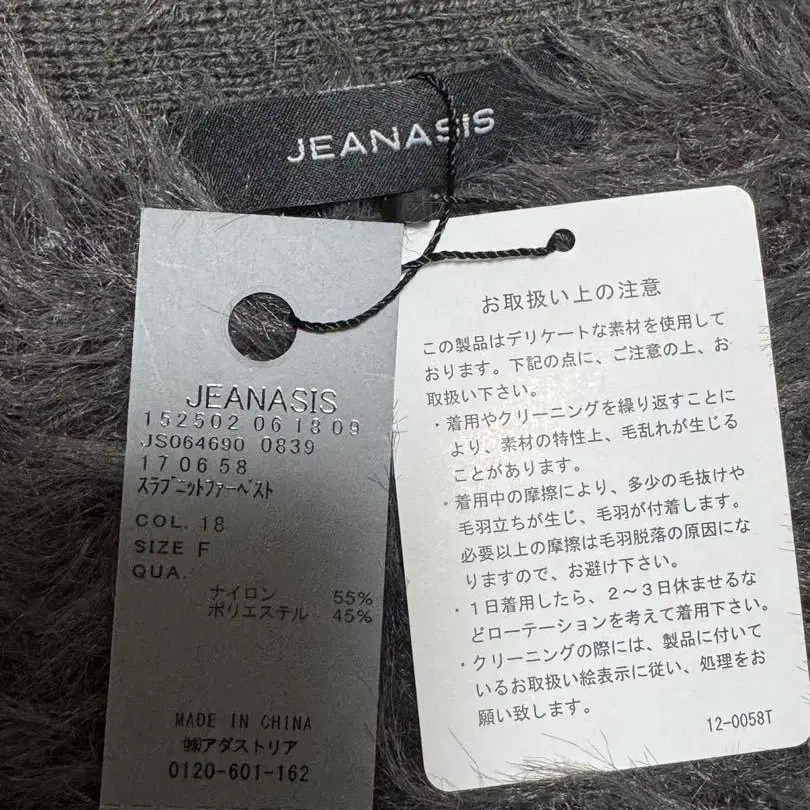 JEANASIS
JEANASIS
152502 06 18 09
JS064690 0839
170658
スラブニットファーベスト
COL. 18
SIZE F
QUA.
ナイロン 55%
ポリエステル 45%
MADE IN CHINA
㈱アダストリア
0120-601-162
お取扱い上の注意
この製品はデリケートな素材を使用して
おります。下記の点に、ご注意の上、お
取扱い下さい。
・着用やクリーニングを繰り返すことに
より、素材の特性上、毛乱れが生じる
ことがあります。
・着用中の摩擦により、多少の毛抜けや
毛羽立ちが生じ、毛羽が付着します。
必要以上の摩擦は毛羽脱落の原因にな
りますので、お避け下さい。
・1日着用したら、2～3日休ませるな
どローテーションを考えて着用下さい。
・クリーニングの際には、製品に付いて
いるお取扱い絵表示に従い、処理をお
願い致します。
12-0058T